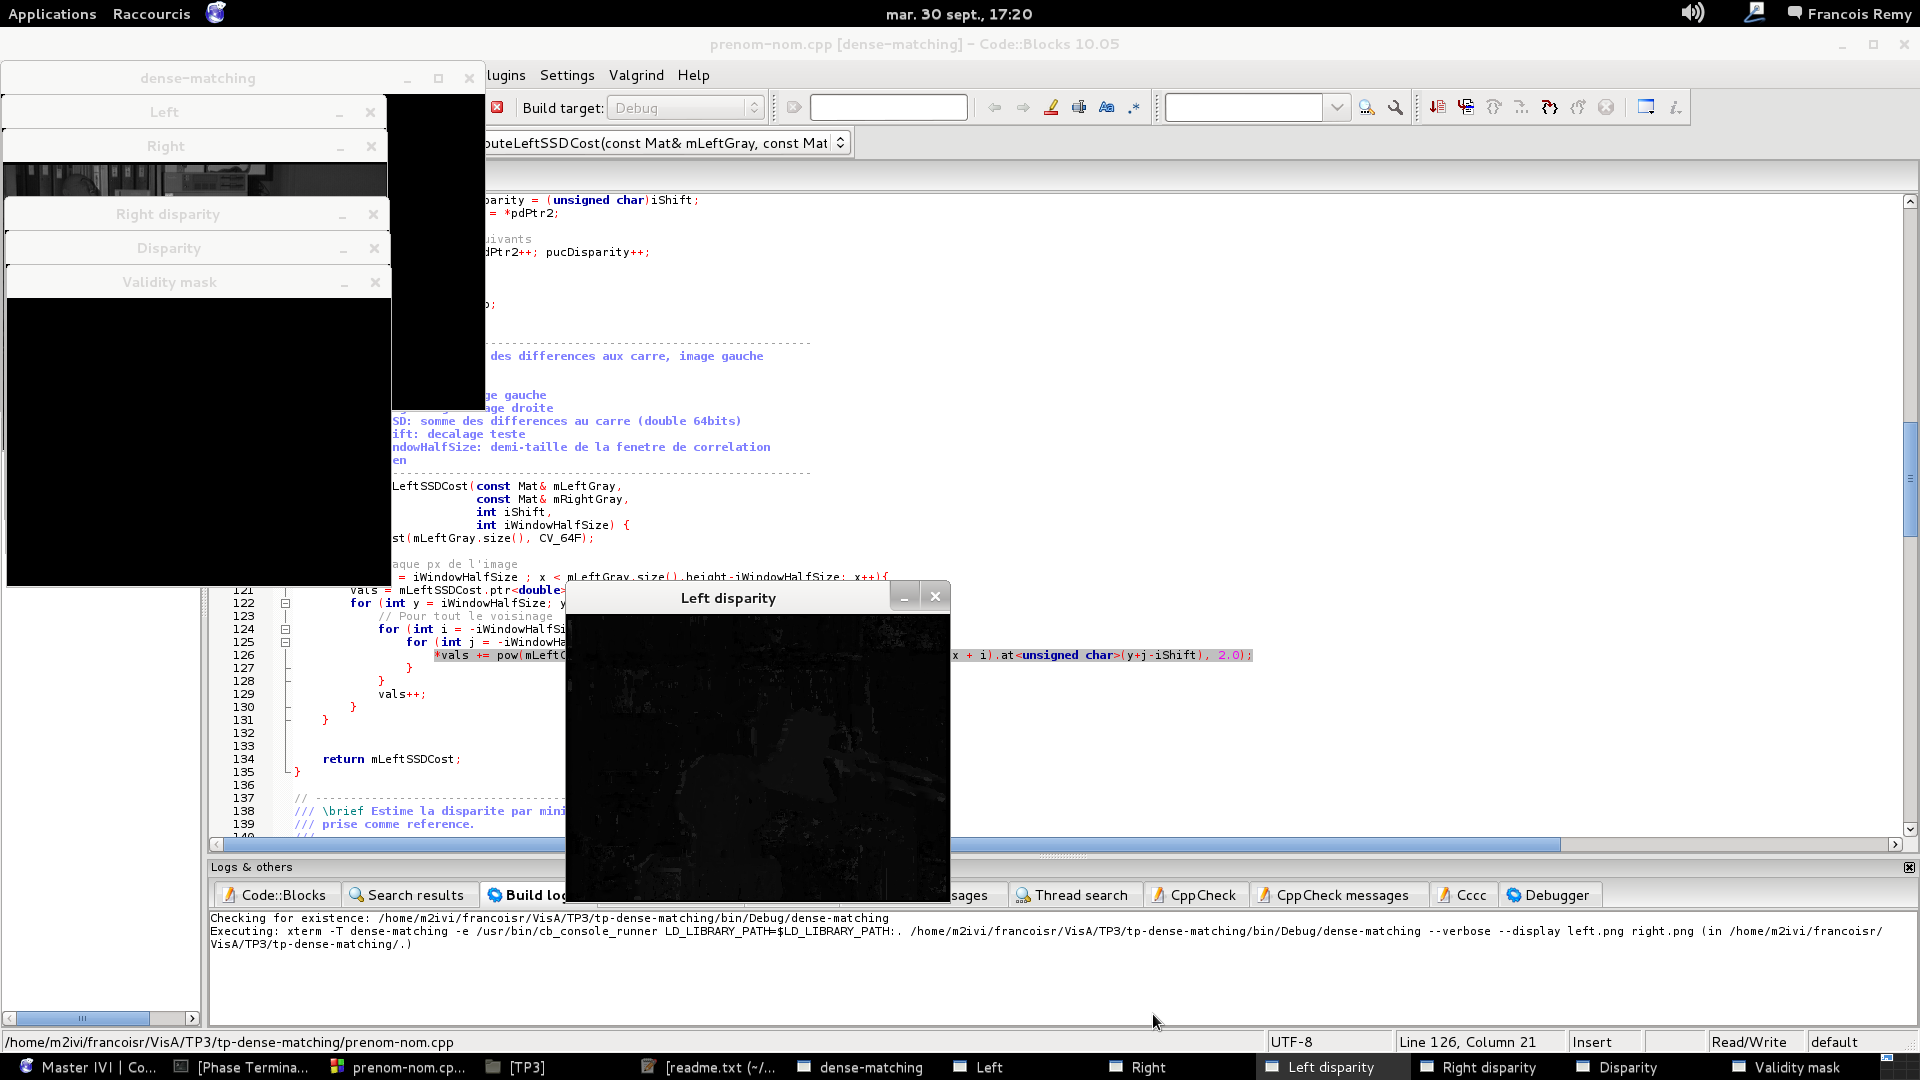 Applications Raccourcis mar. 30 sept., 17:20 Francois Remy
prenom-nom.cpp [dense-matching] - Code::Blocks 10.05
dense-matching
lugins Settings Valgrind Help
Left
Build target: Debug
Right
outeLeftSSDCost(const Mat& mLeftGray, const Mat
Right disparity
Disparity
Validity mask
parity = (unsigned char)iShift;
= *pdPtr2;
uivants
dPtr2++; pucDisparity++;
des differences aux carre, image gauche
ge gauche
age droite
SD: somme des differences au carre (double 64bits)
ift: decalage teste
ndowHalfSize: demi-taille de la fenetre de correlation
en
LeftSSDCost(const Mat& mLeftGray,
const Mat& mRightGray,
int iShift,
int iWindowHalfSize) {
st(mLeftGray.size(), CV_64F);
aque px de l'image
= iWindowHalfSize ; x < mLeftGray.size().height-iWindowHalfSize; x++){
121 vals = mLeftSSDCost.ptr<double>
122 for (int y = iWindowHalfSize; y
123 // Pour tout le voisinage
124 for (int i = -iWindowHalfSi
125 for (int j = -iWindowHa
126 *vals += pow(mLeftG x + i).at<unsigned char>(y+j-iShift), 2.0);
127 }
128 }
129 vals++;
130 }
131 }
132
133
134 return mLeftSSDCost;
135 }
136
137 // ------------------------------------
138 /// \brief Estime la disparite par mini
139 /// prise comme reference.
140 ///
Left disparity
Logs & others
Code::Blocks Search results Build log sages Thread search CppCheck CppCheck messages Cccc Debugger
Checking for existence: /home/m2ivi/francoisr/VisA/TP3/tp-dense-matching/bin/Debug/dense-matching
Executing: xterm -T dense-matching -e /usr/bin/cb_console_runner LD_LIBRARY_PATH=$LD_LIBRARY_PATH:. /home/m2ivi/francoisr/VisA/TP3/tp-dense-matching/bin/Debug/dense-matching --verbose --display left.png right.png (in /home/m2ivi/francoisr/
VisA/TP3/tp-dense-matching/.)
/home/m2ivi/francoisr/VisA/TP3/tp-dense-matching/prenom-nom.cpp UTF-8 Line 126, Column 21 Insert Read/Write default
Master IVI | Co... [Phase Termina... prenom-nom.cp... [TP3] [readme.txt (~/... dense-matching Left Right Left disparity Right disparity Disparity Validity mask